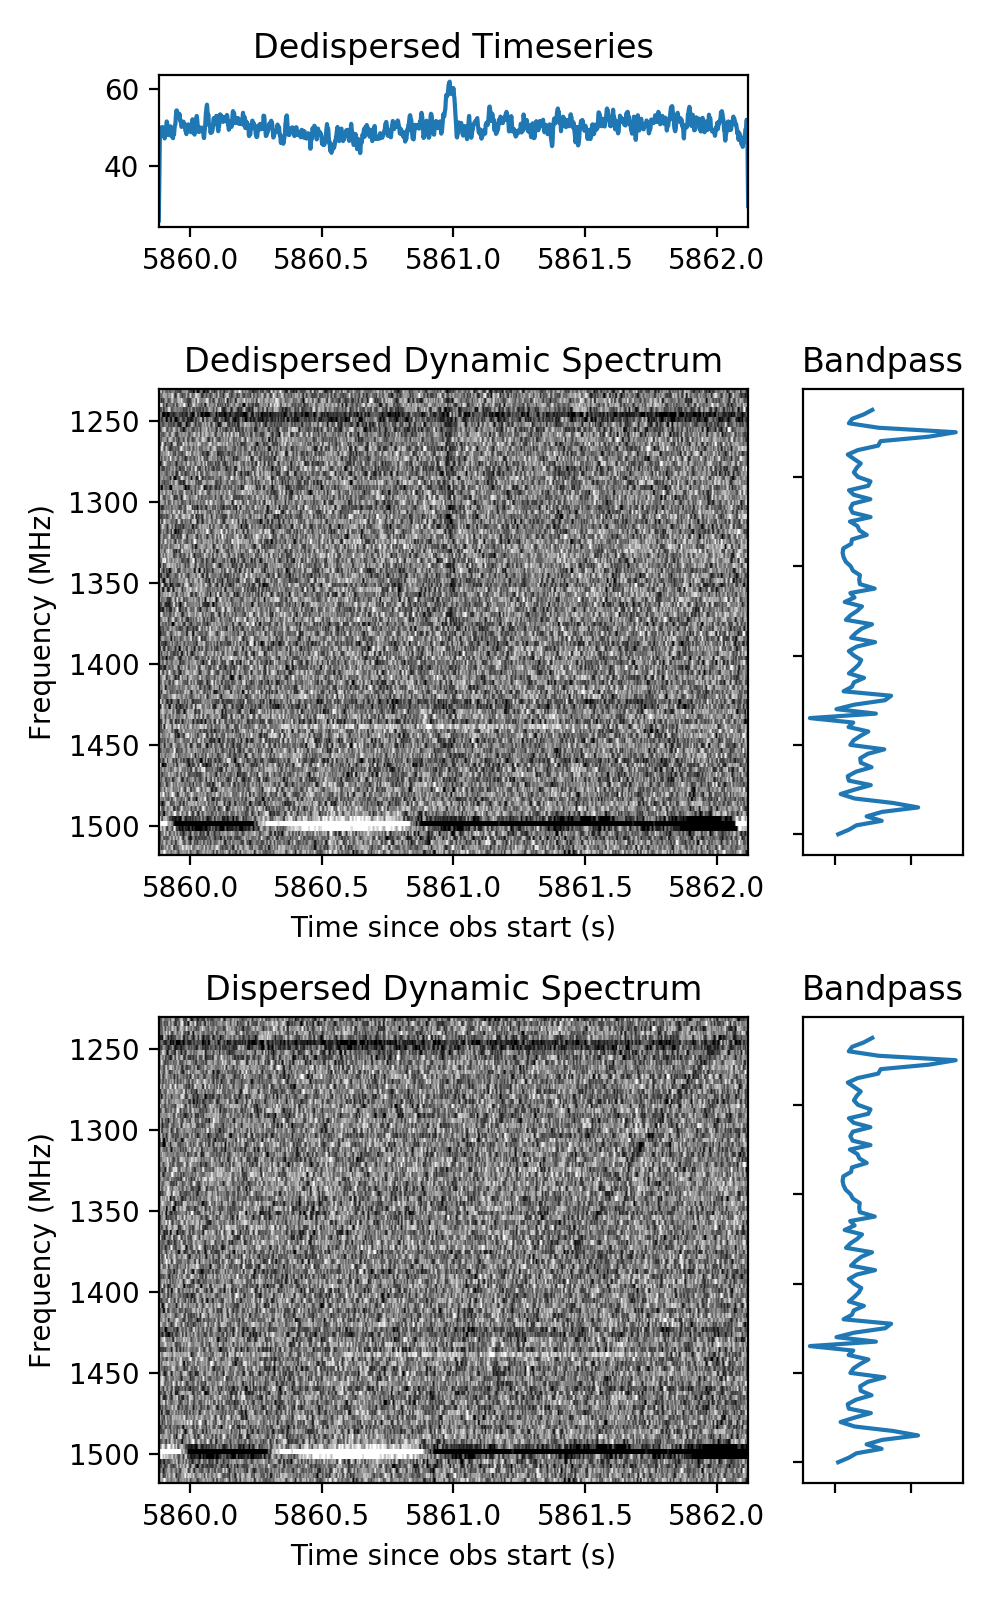 Dedispersed Timeseries
60
40
5860.0 5860.5 5861.0 5861.5 5862.0
Dedispersed Dynamic Spectrum
Bandpass
Frequency (MHz)
1250
1300
1350
1400
1450
1500
5860.0 5860.5 5861.0 5861.5 5862.0
Time since obs start (s)
Dispersed Dynamic Spectrum
Bandpass
Frequency (MHz)
1250
1300
1350
1400
1450
1500
5860.0 5860.5 5861.0 5861.5 5862.0
Time since obs start (s)